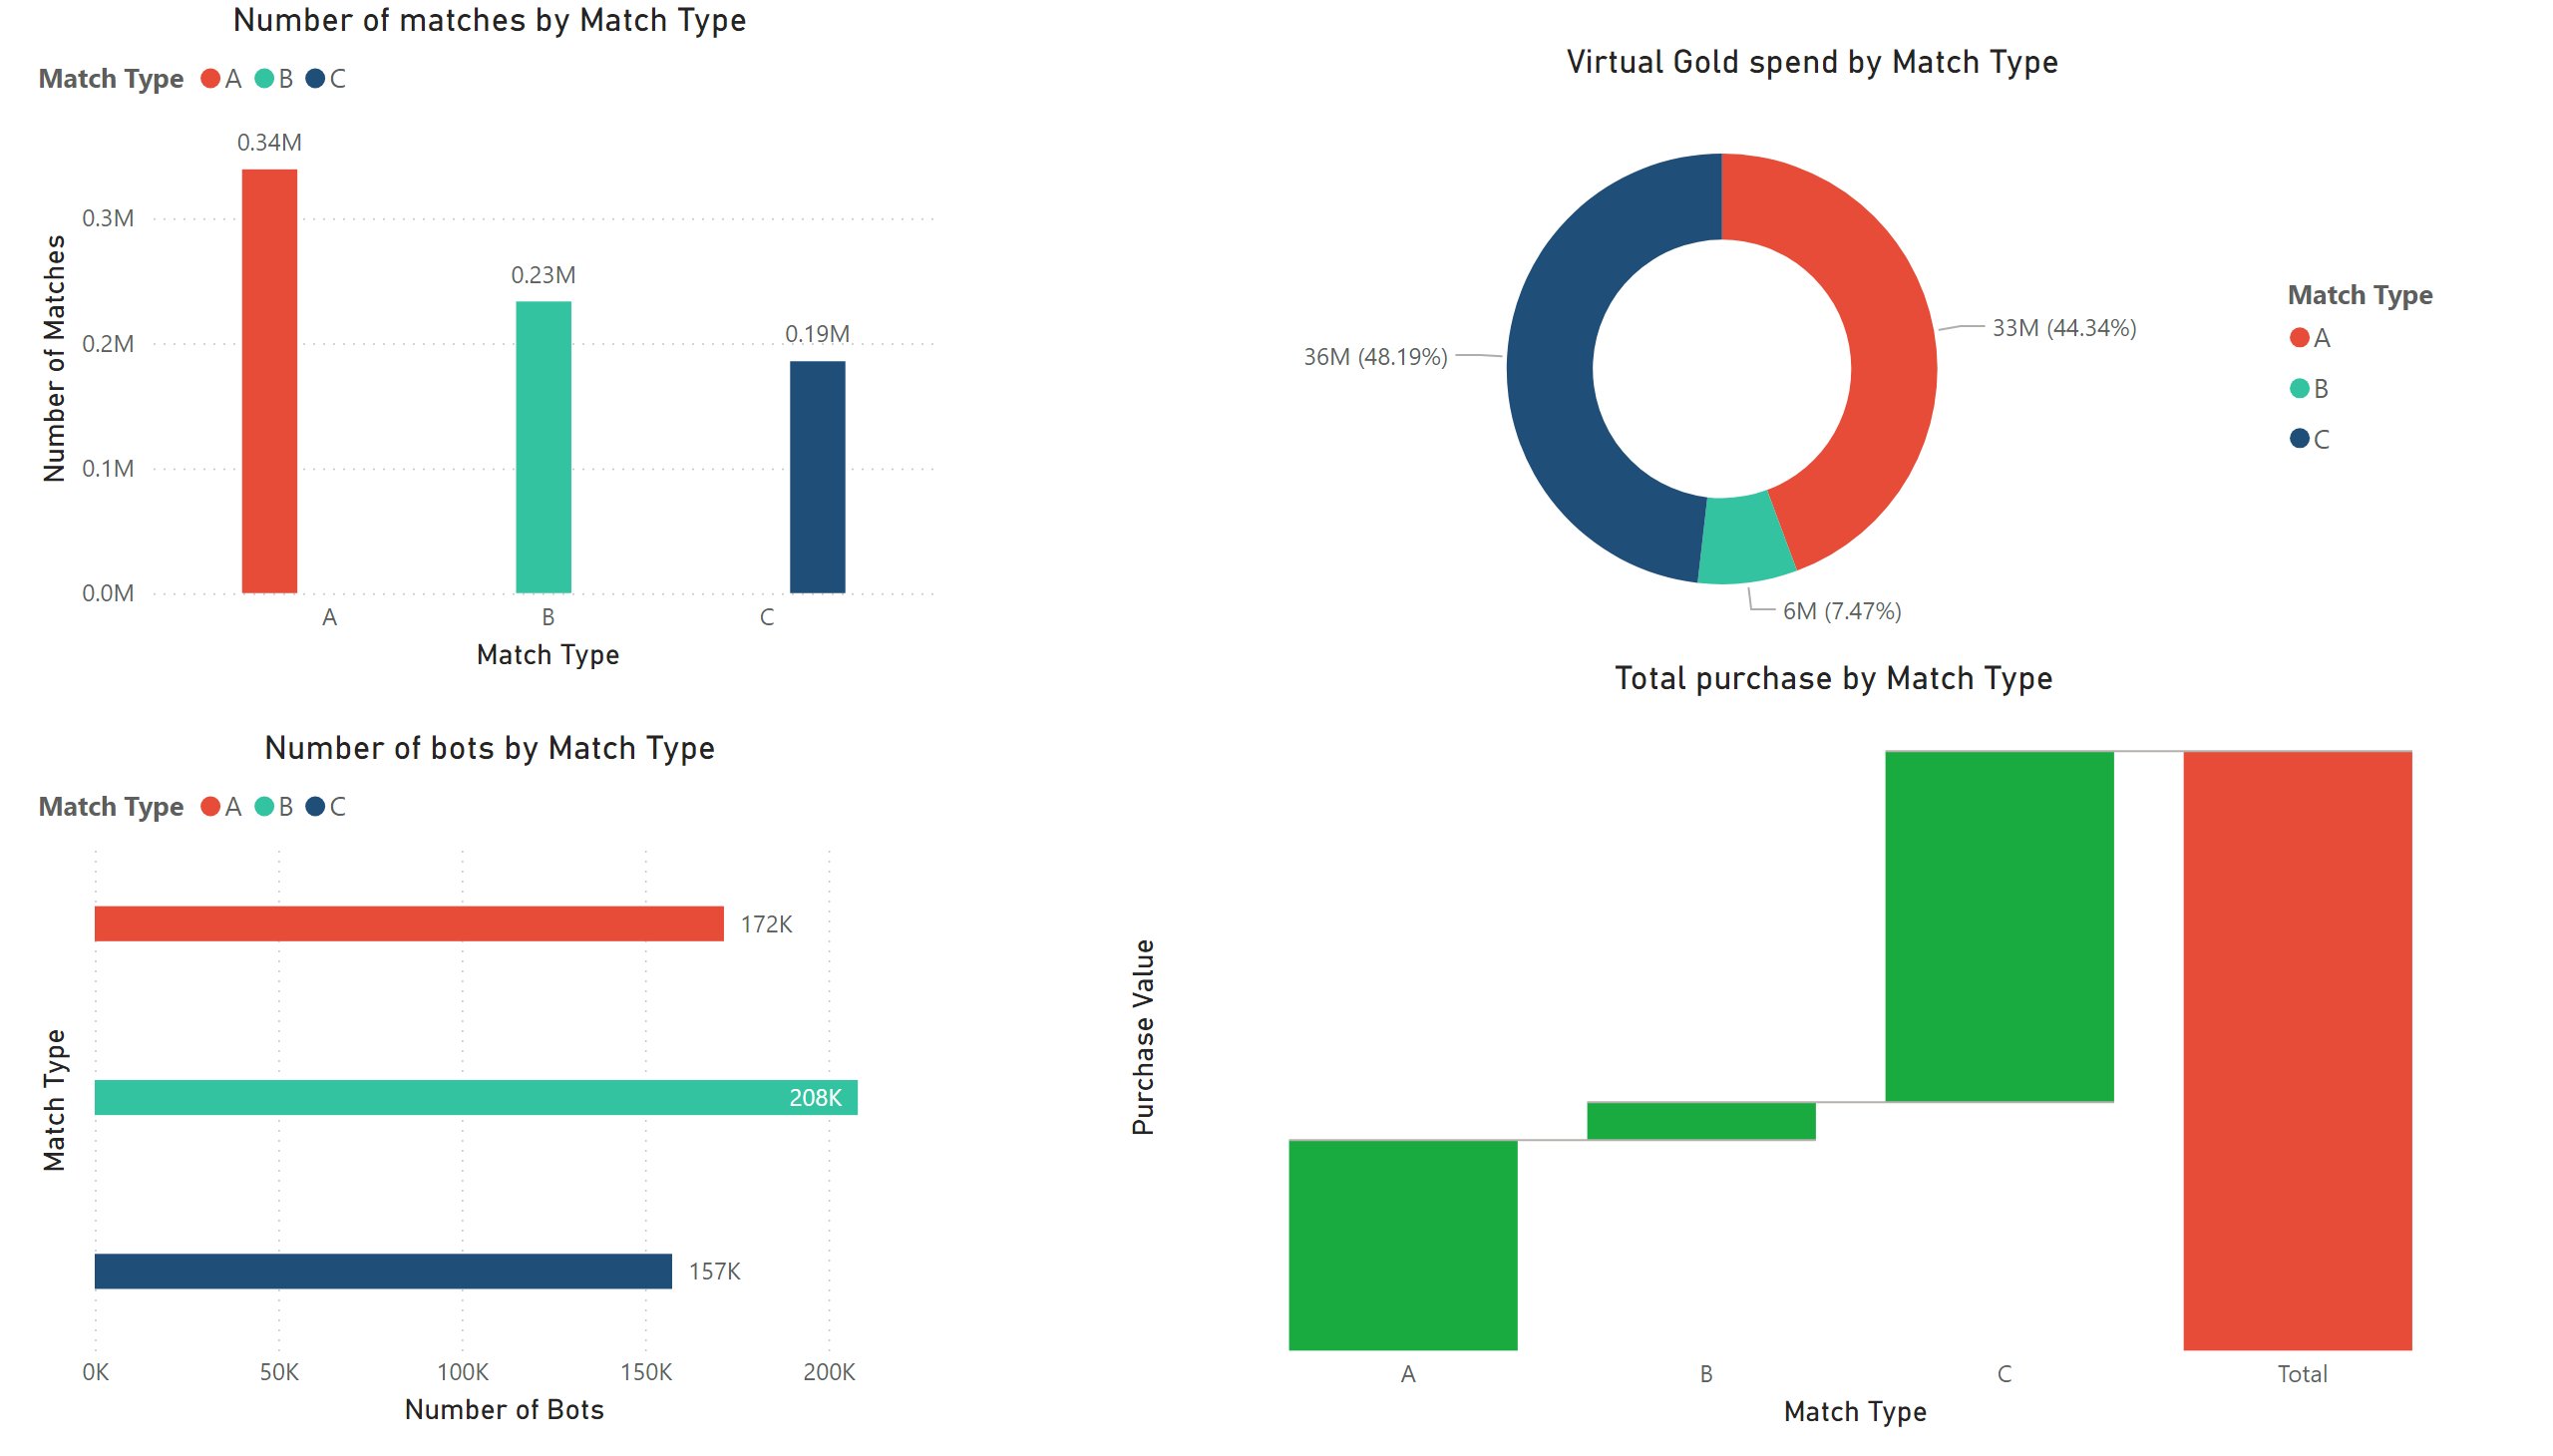 Number of matches by Match Type
Match Type A B C
0.34M
0.3M
0.23M
0.19M
0.2M
0.1M
0.0M
Number of Matches
A B C
Match Type
Virtual Gold spend by Match Type
33M (44.34%)
36M (48.19%)
6M (7.47%)
Match Type
A
B
C
Number of bots by Match Type
Match Type A B C
172K
208K
157K
Match Type
0K 50K 100K 150K 200K
Number of Bots
Total purchase by Match Type
Purchase Value
A B C Total
Match Type